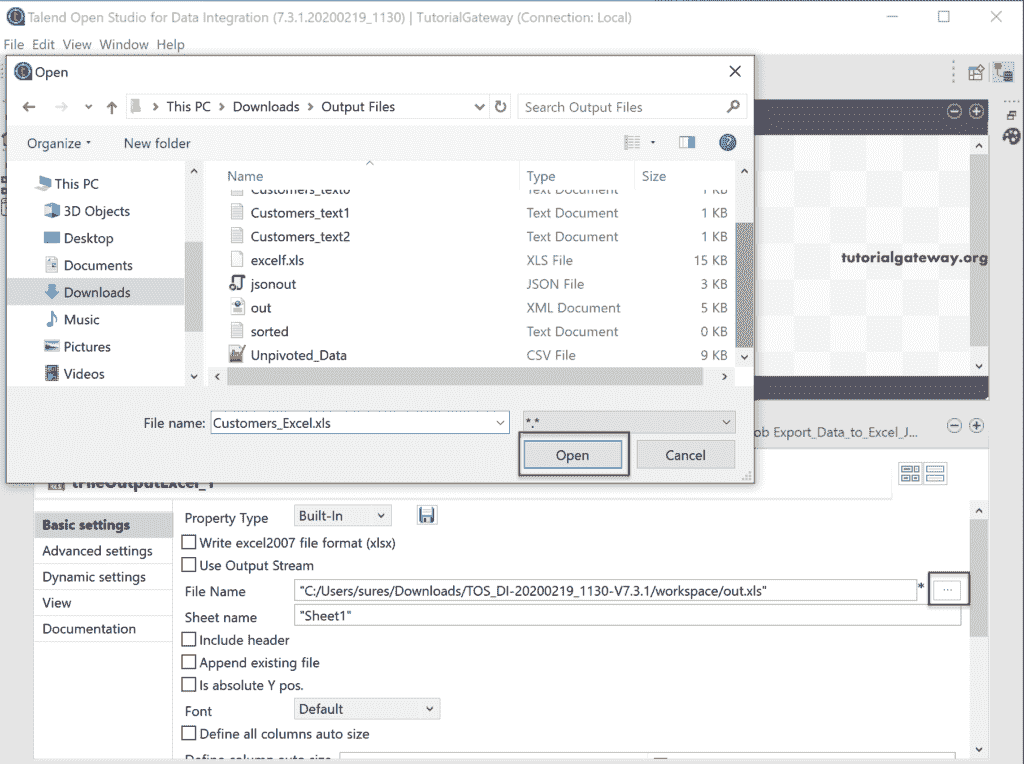 Talend Open Studio for Data Integration (7.3.1.20200219_1130) | TutorialGateway (Connection: Local)
File Edit View Window Help
Open
This PC > Downloads > Output Files
Search Output Files
Organize
New folder
Name Type Size
This PC
3D Objects
Desktop
Documents
Downloads
Music
Pictures
Videos
Customers_text0 Text Document 1 KB
Customers_text1 Text Document 1 KB
Customers_text2 Text Document 1 KB
excelf.xls XLS File 15 KB
jsonout JSON File 3 KB
out XML Document 5 KB
sorted Text Document 0 KB
Unpivoted_Data CSV File 9 KB
File name: Customers_Excel.xls *.*
Open Cancel
tutorialgateway.org
ob Export_Data_to_Excel_J...
tFileOutputExcel_1
Basic settings
Advanced settings
Dynamic settings
View
Documentation
Property Type Built-In
Write excel2007 file format (xlsx)
Use Output Stream
File Name "C:/Users/sures/Downloads/TOS_DI-20200219_1130-V7.3.1/workspace/out.xls" * ...
Sheet name "Sheet1"
Include header
Append existing file
Is absolute Y pos.
Font Default
Define all columns auto size
Define column auto size